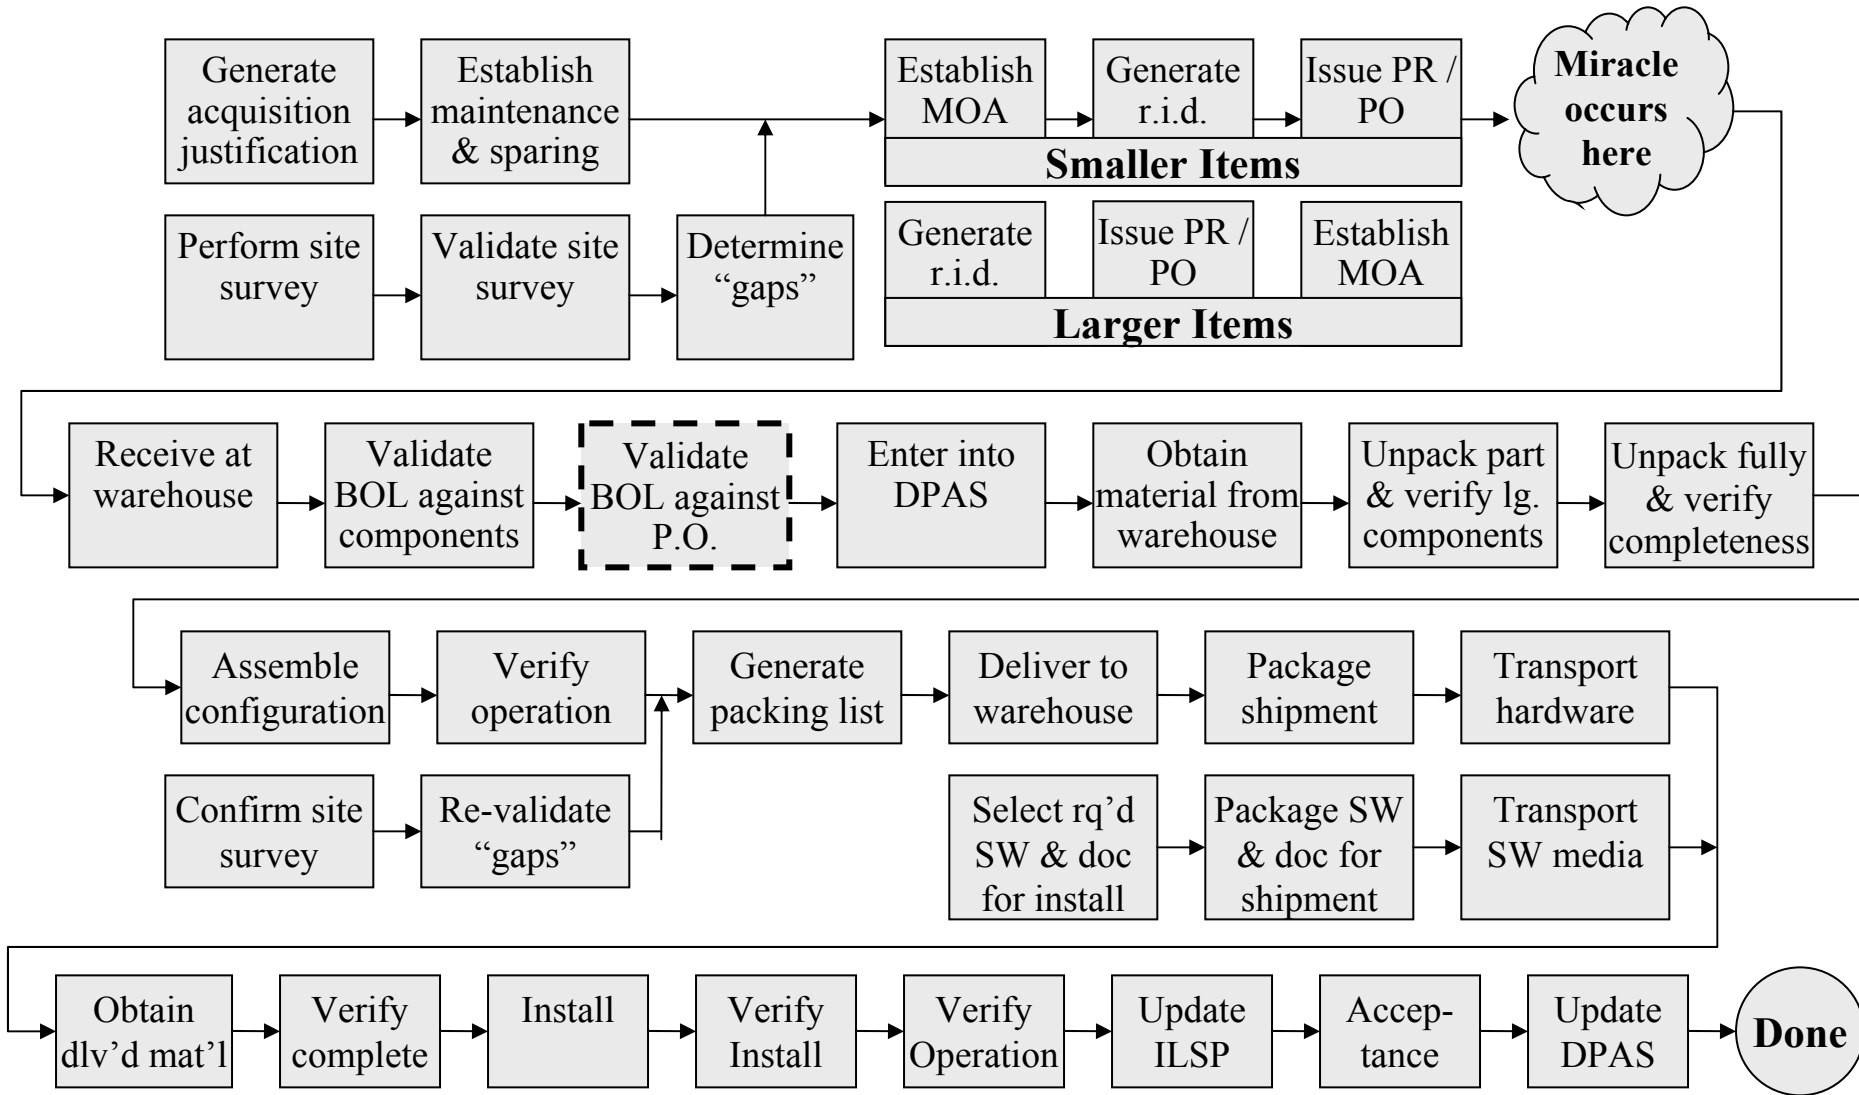 Generate
acquisition
justification
Establish
maintenance
& sparing
Establish
MOA
Generate
r.i.d.
Issue PR /
PO
Smaller Items
Miracle
occurs
here
Perform site
survey
Validate site
survey
Determine
“gaps”
Generate
r.i.d.
Issue PR /
PO
Establish
MOA
Larger Items
Receive at
warehouse
Validate
BOL against
components
Validate
BOL against
P.O.
Enter into
DPAS
Obtain
material from
warehouse
Unpack part
& verify lg.
components
Unpack fully
& verify
completeness
Assemble
configuration
Verify
operation
Generate
packing list
Deliver to
warehouse
Package
shipment
Transport
hardware
Confirm site
survey
Re-validate
“gaps”
Select rq’d
SW & doc
for install
Package SW
& doc for
shipment
Transport
SW media
Obtain
dlv’d mat’l
Verify
complete
Install
Verify
Install
Verify
Operation
Update
ILSP
Accep-
tance
Update
DPAS
Done